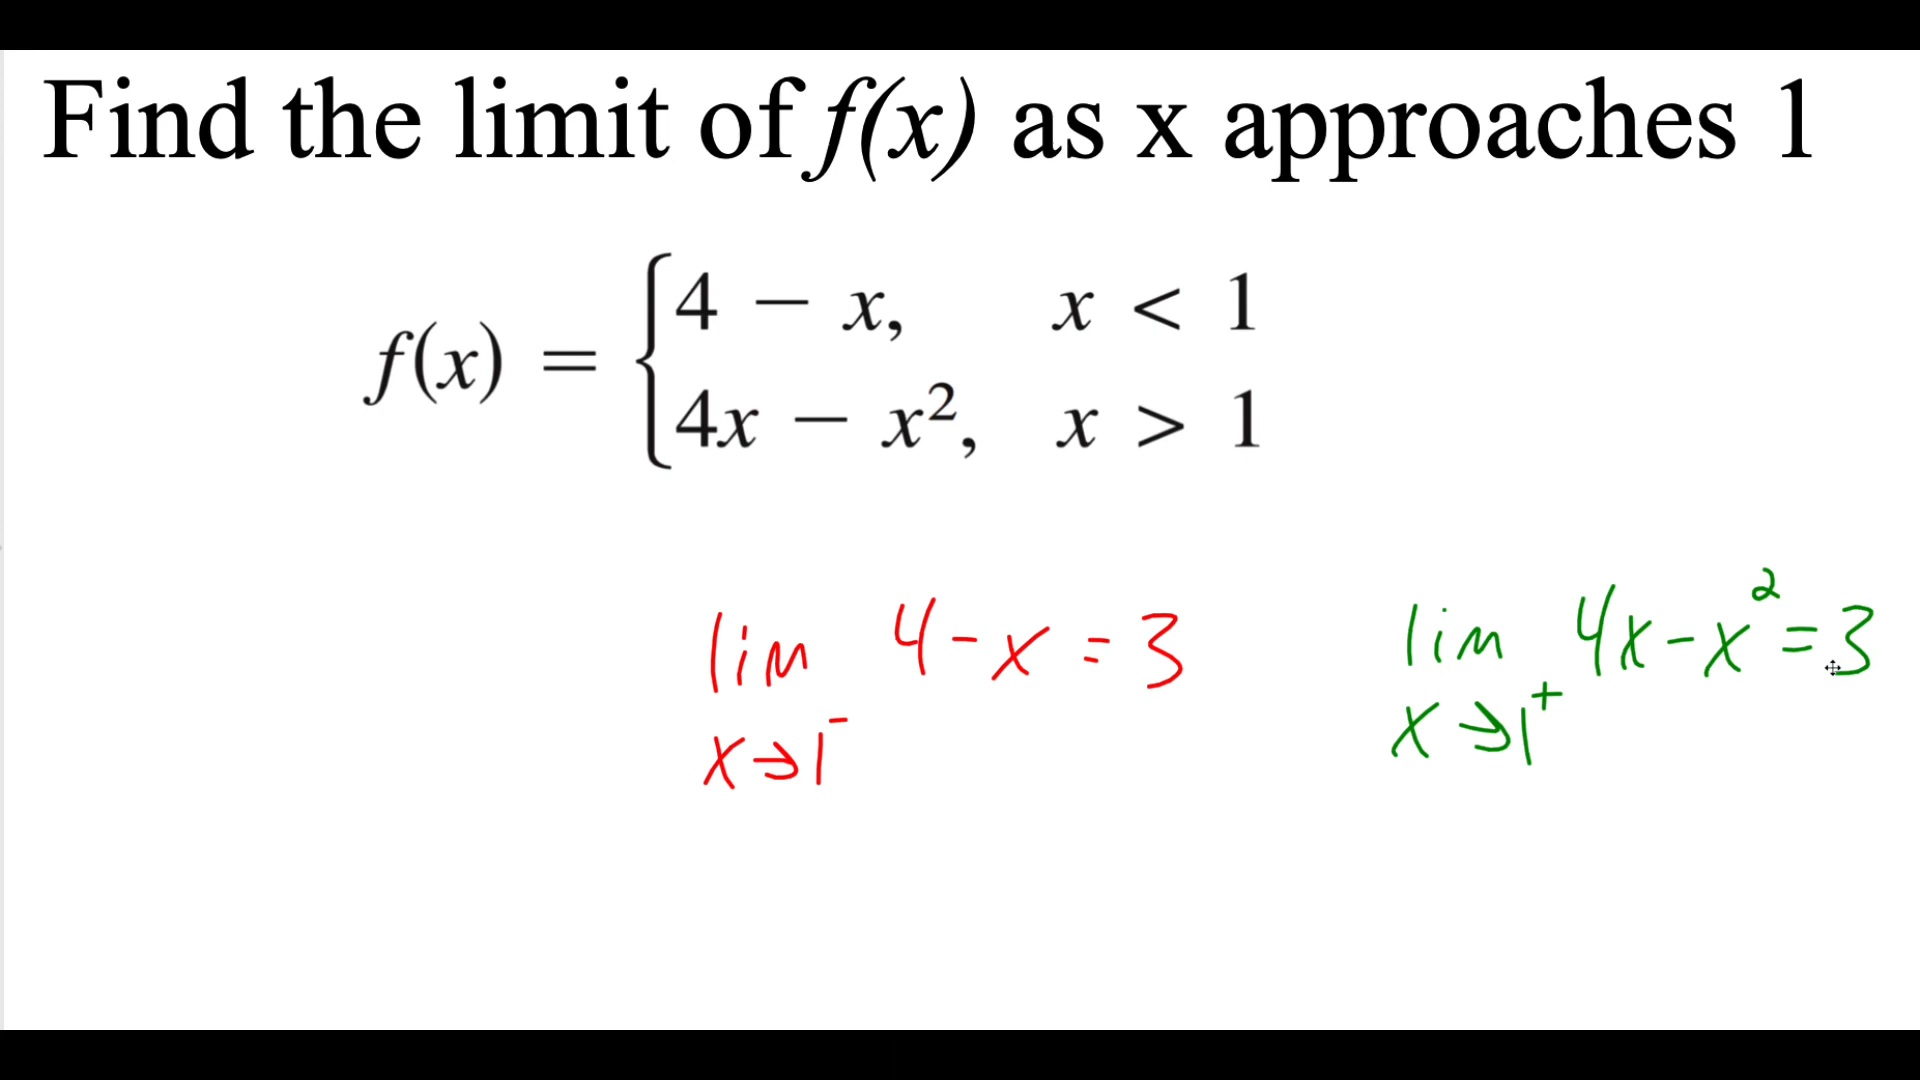 Find the limit of f(x) as x approaches 1
f(x) = { 4 − x, x < 1
4x − x², x > 1
lim 4 - x = 3
x → 1⁻
lim 4x - x² = 3
x → 1⁺